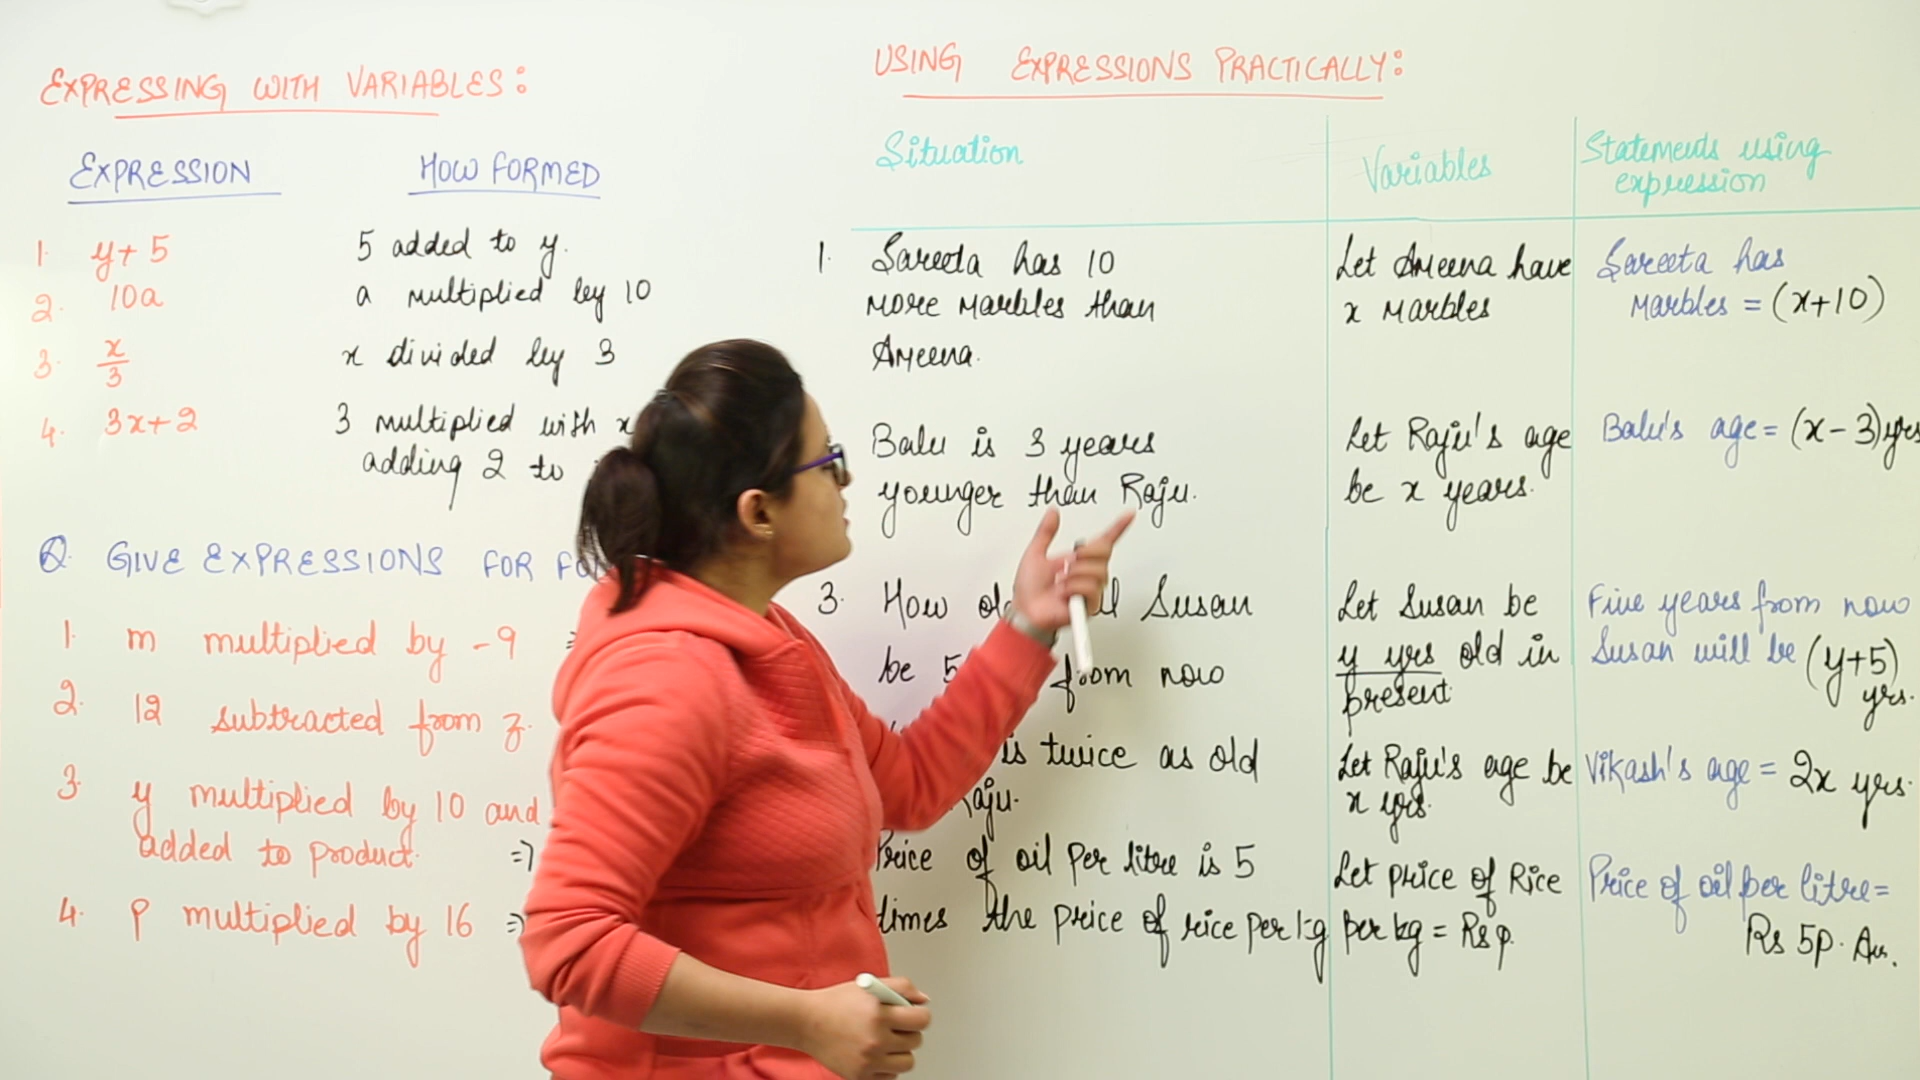 EXPRESSING WITH VARIABLES:
EXPRESSION HOW FORMED
1. y+5 5 added to y.
2. 10a a multiplied by 10
3. x/3 x divided by 3
4. 3x+2 3 multiplied with x
adding 2 to
Q. GIVE EXPRESSIONS FOR
1. m multiplied by -9
2. 12 subtracted from z.
3. y multiplied by 10 and
added to product. =>
4. p multiplied by 16 =>
USING EXPRESSIONS PRACTICALLY:
Situation Variables Statements using
expression
1. Sareeta has 10
more marbles than
Ameena.
Let Ameena have
x marbles
Sareeta has
marbles = (x+10)
Balu is 3 years
younger than Raju.
Let Raju's age
be x years.
Balu's age = (x-3)yrs
3. How Susan
be 5 from now
Let Susan be
y yrs old in
present.
Five years from now
Susan will be (y+5)
yrs.
is twice as old
Raju.
Let Raju's age be
x yrs.
Vikash's age = 2x yrs.
Price of oil per litre is 5
times the price of rice per kg
Let price of Rice
per kg = Rs p.
Price of oil per litre =
Rs 5p. An.